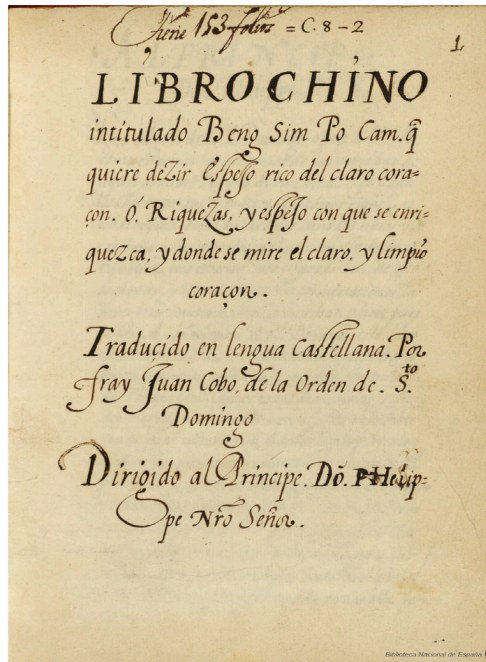 Tiene 153 folios = C. 8 - 2
1
LIBRO CHINO
intitulado Beng Sim Po Cam. q̃
quiere deZir Espejo rico del claro cora=
çon. O, RiqueZas, y espejo con que se enri=
queZca, y donde se mire el claro, y limpio
coraçon.
Traducido en lengua Castellana. Por
fray Juan Cobo, de la Orden de. S.to
Domingo
Dirigido al Principe. Dõ. PHelip=
pe Nr̃o Señor.
Biblioteca Nacional de España